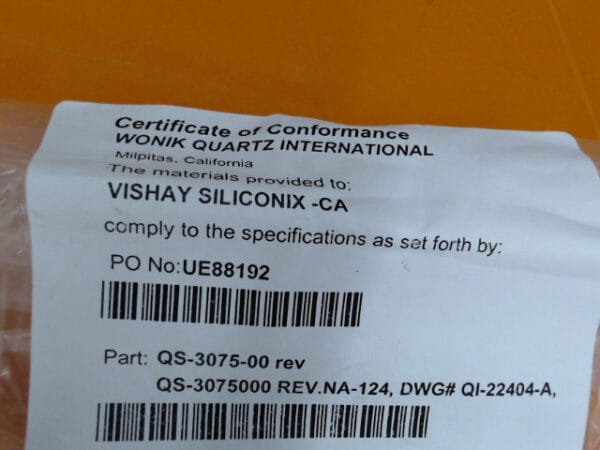 Certificate of Conformance
WONIK QUARTZ INTERNATIONAL
Milpitas, California
The materials provided to:
VISHAY SILICONIX -CA
comply to the specifications as set forth by:
PO No:UE88192
Part: QS-3075-00 rev
QS-3075000 REV.NA-124, DWG# QI-22404-A,